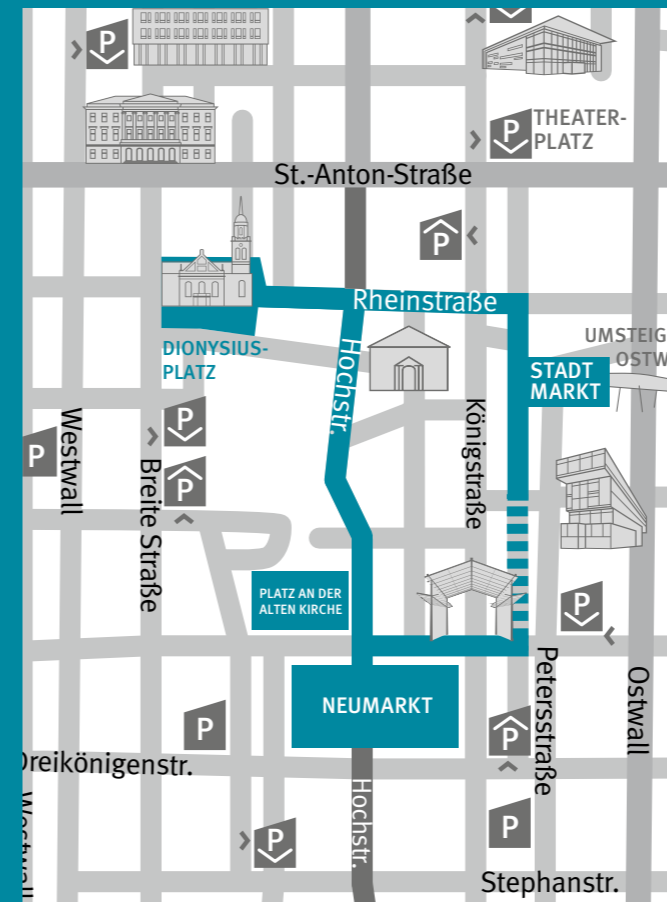 P
P
THEATER-
PLATZ
St.-Anton-Straße
P
Rheinstraße
UMSTEIG
OSTW
DIONYSIUS-
PLATZ
Hochstr.
STADT
MARKT
Westwall
P
P
P
Breite Straße
Königstraße
PLATZ AN DER
ALTEN KIRCHE
P
NEUMARKT
Petersstraße
Ostwall
P
P
Dreikönigenstr.
Westwall
Hochstr.
P
P
Stephanstr.